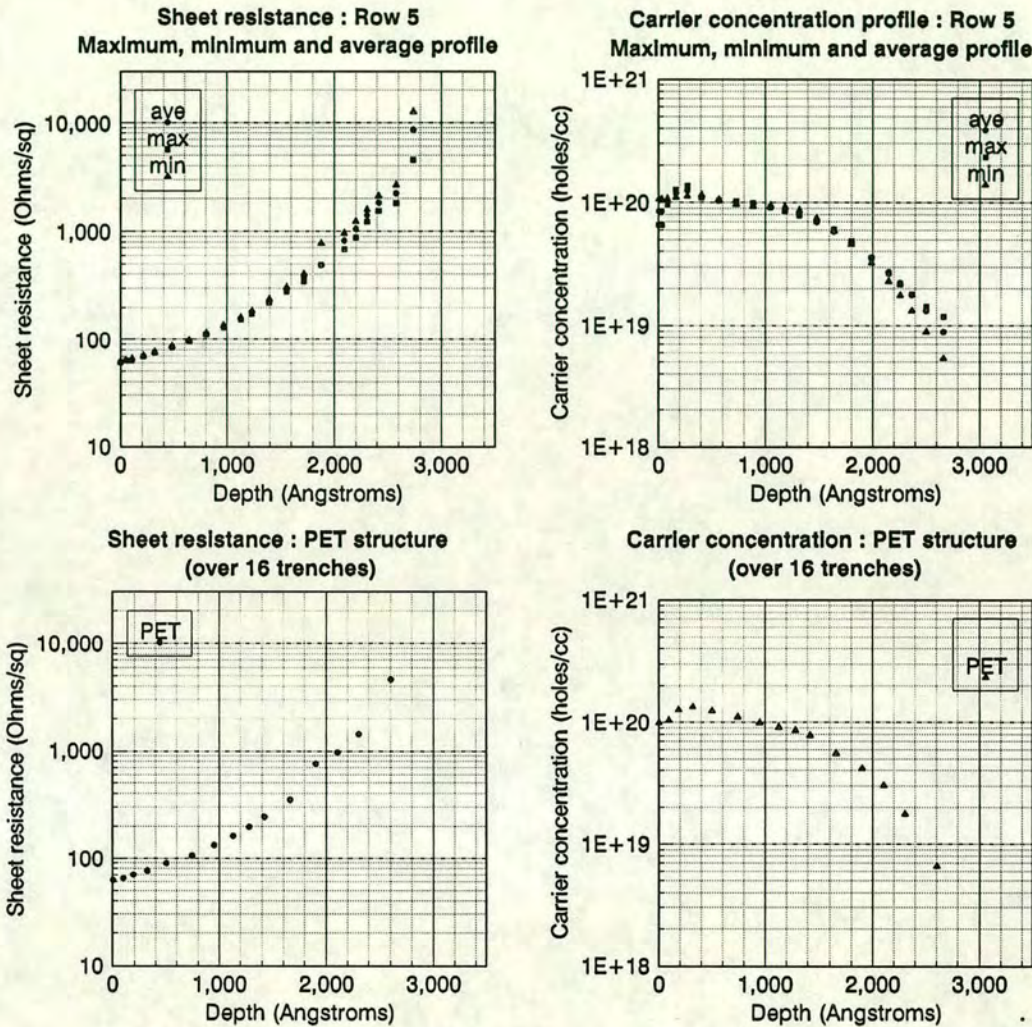 Sheet resistance : Row 5
Maximum, minimum and average profile
Sheet resistance (Ohms/sq)
10,000
1,000
100
10
ave
max
min
0
1,000
2,000
3,000
Depth (Angstroms)
Carrier concentration profile : Row 5
Maximum, minimum and average profile
Carrier concentration (holes/cc)
1E+21
1E+20
1E+19
1E+18
ave
max
min
0
1,000
2,000
3,000
Depth (Angstroms)
Sheet resistance : PET structure
(over 16 trenches)
Sheet resistance (Ohms/sq)
10,000
1,000
100
10
PET
0
1,000
2,000
3,000
Depth (Angstroms)
Carrier concentration : PET structure
(over 16 trenches)
Carrier concentration (holes/cc)
1E+21
1E+20
1E+19
1E+18
PET
0
1,000
2,000
3,000
Depth (Angstroms)